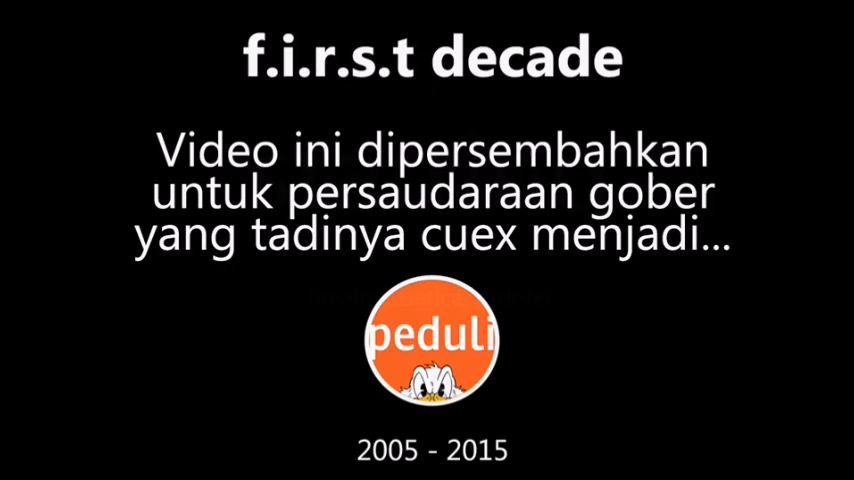 f.i.r.s.t decade
Video ini dipersembahkan
untuk persaudaraan gober
yang tadinya cuex menjadi...
peduli
2005 - 2015